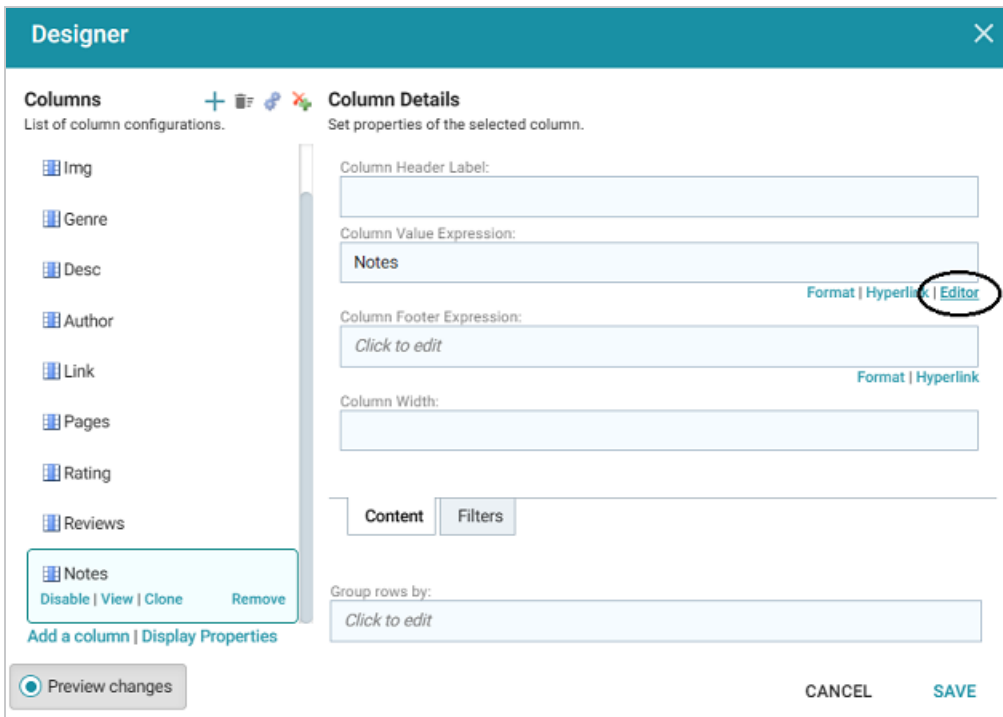 Designer
Columns
List of column configurations.
Img
Genre
Desc
Author
Link
Pages
Rating
Reviews
Notes
Disable | View | Clone Remove
Add a column | Display Properties
Preview changes
Column Details
Set properties of the selected column.
Column Header Label:
Column Value Expression:
Notes
Format | Hyperlink | Editor
Column Footer Expression:
Click to edit
Format | Hyperlink
Column Width:
Content Filters
Group rows by:
Click to edit
CANCEL SAVE